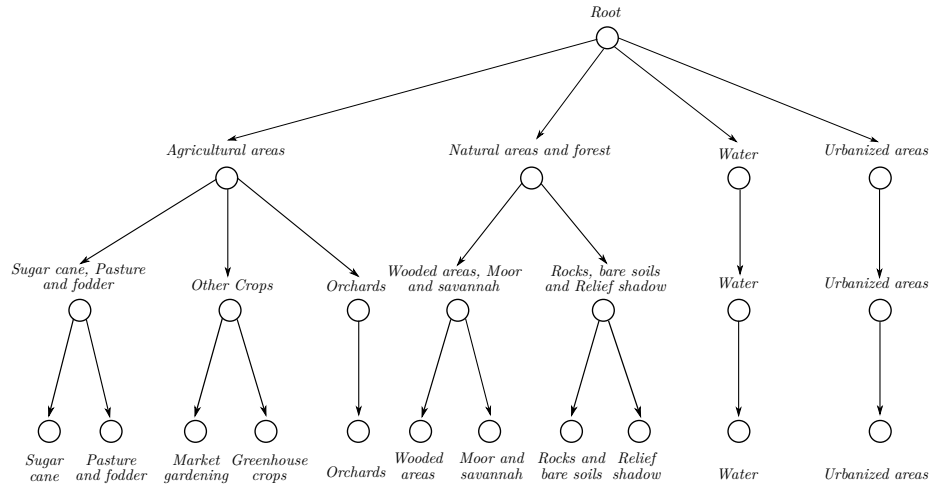 Root
Agricultural areas
Natural areas and forest
Water
Urbanized areas
Sugar cane, Pasture
and fodder
Other Crops
Orchards
Wooded areas, Moor
and savannah
Rocks, bare soils
and Relief shadow
Water
Urbanized areas
Sugar
cane
Pasture
and fodder
Market
gardening
Greenhouse
crops
Orchards
Wooded
areas
Moor and
savannah
Rocks and
bare soils
Relief
shadow
Water
Urbanized areas